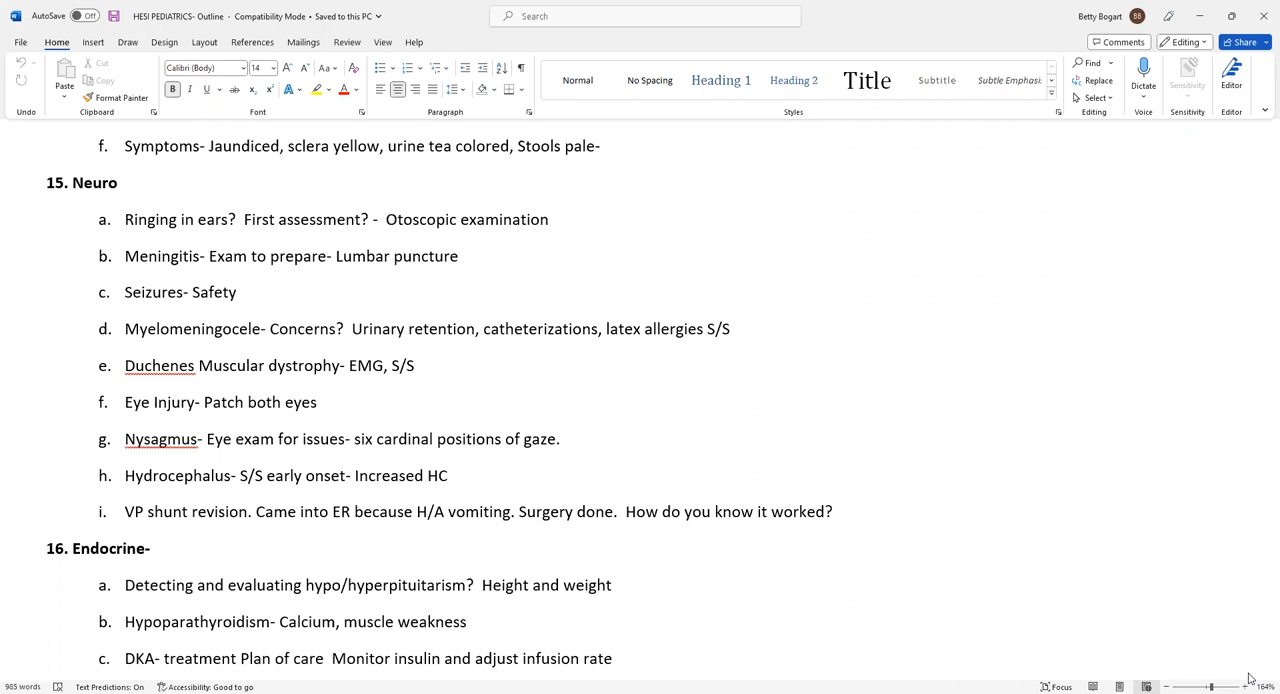 AutoSave Off HESI PEDIATRICS- Outline - Compatibility Mode • Saved to this PC Search Betty Bogart BB
File Home Insert Draw Design Layout References Mailings Review View Help Comments Editing Share
Paste Cut Copy Format Painter
Calibri (Body) 14 Aa
B I U ab x₂ x² A A
Normal No Spacing Heading 1 Heading 2 Title Subtitle Subtle Emphasis
Find Replace Select Dictate Sensitivity Editor
Undo Clipboard Font Paragraph Styles Editing Voice Sensitivity Editor
f. Symptoms- Jaundiced, sclera yellow, urine tea colored, Stools pale-
15. Neuro
a. Ringing in ears? First assessment? - Otoscopic examination
b. Meningitis- Exam to prepare- Lumbar puncture
c. Seizures- Safety
d. Myelomeningocele- Concerns? Urinary retention, catheterizations, latex allergies S/S
e. Duchenes Muscular dystrophy- EMG, S/S
f. Eye Injury- Patch both eyes
g. Nysagmus- Eye exam for issues- six cardinal positions of gaze.
h. Hydrocephalus- S/S early onset- Increased HC
i. VP shunt revision. Came into ER because H/A vomiting. Surgery done. How do you know it worked?
16. Endocrine-
a. Detecting and evaluating hypo/hyperpituitarism? Height and weight
b. Hypoparathyroidism- Calcium, muscle weakness
c. DKA- treatment Plan of care Monitor insulin and adjust infusion rate
985 words Text Predictions: On Accessibility: Good to go Focus 164%